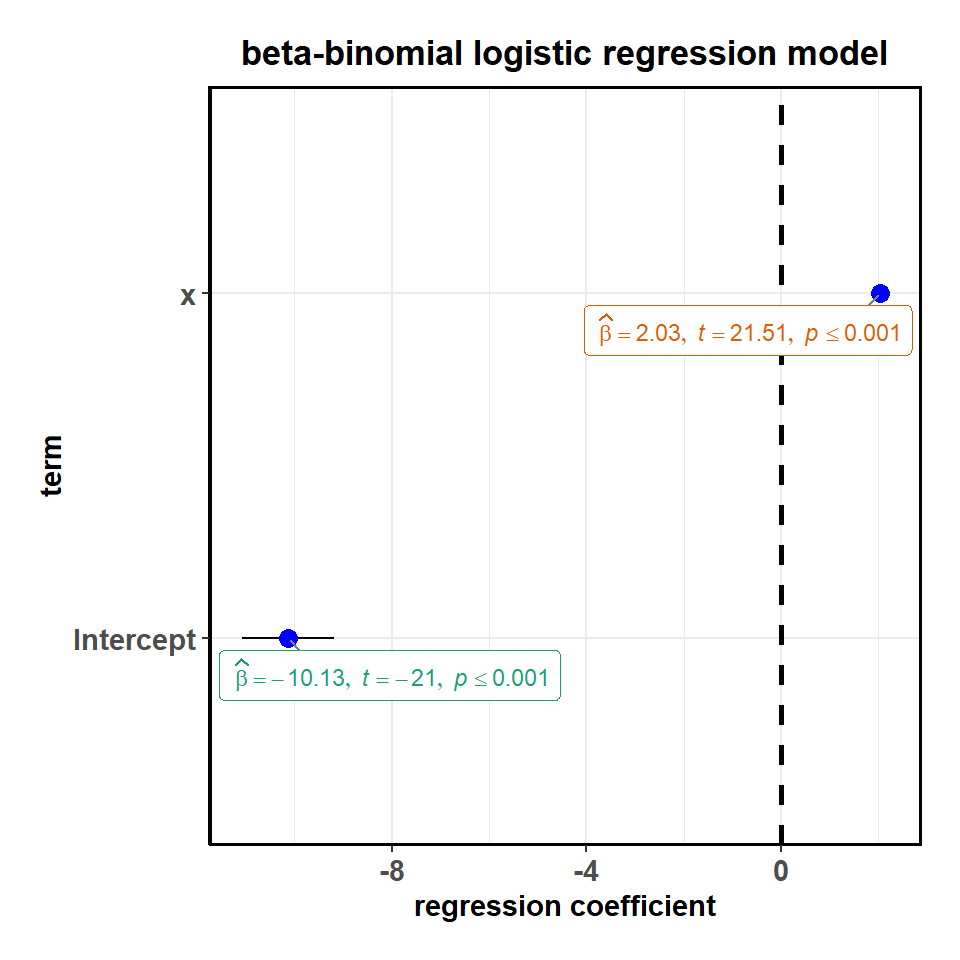 beta-binomial logistic regression model
x
β̂ = 2.03, t = 21.51, p ≤ 0.001
term
Intercept
β̂ = −10.13, t = −21, p ≤ 0.001
-8 -4 0
regression coefficient